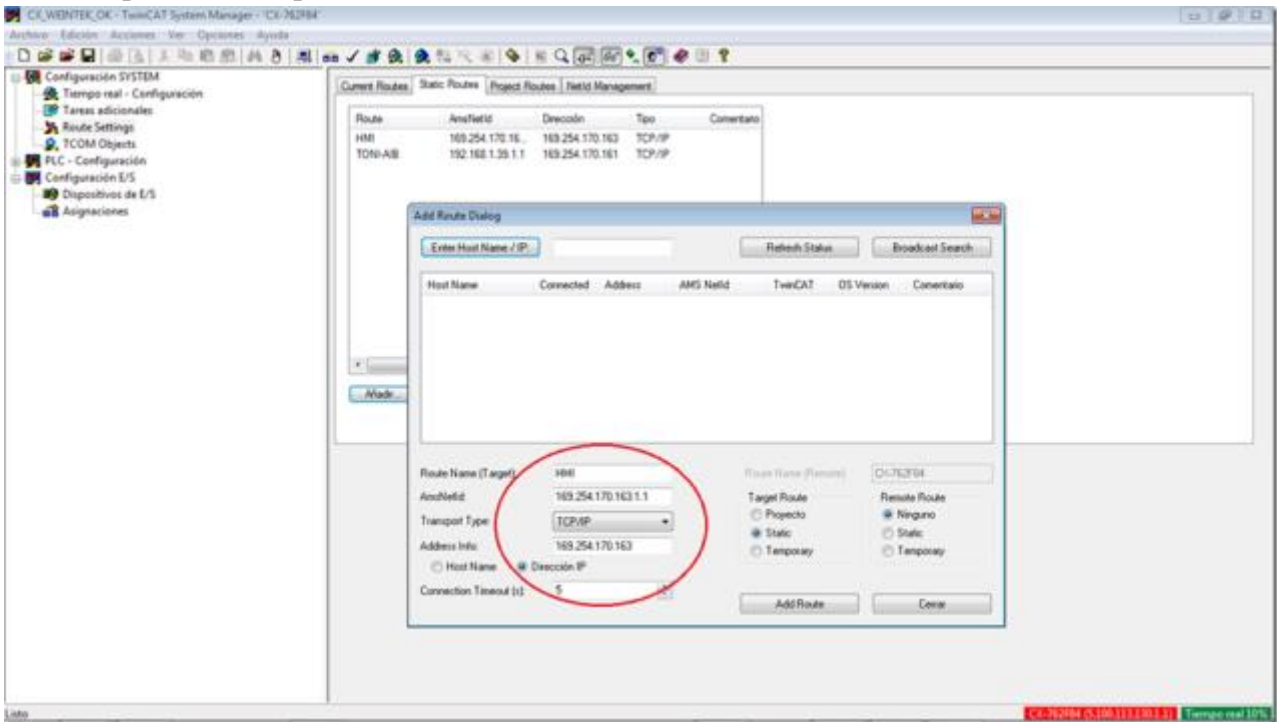 CX_WEINTEK_OK - TwinCAT System Manager - 'CX-762F84'
Archivo Edición Acciones Ver Opciones Ayuda
Configuración SYSTEM
Tiempo real - Configuración
Tareas adicionales
Route Settings
TCOM Objects
PLC - Configuración
Configuración E/S
Dispositivos de E/S
Asignaciones
Current Routes Static Routes Project Routes NetId Management
Route AmsNetId Dirección Tipo Comentario
HMI 169.254.170.16... 169.254.170.163 TCP/IP
TONI-AIB 192.168.1.39.1.1 169.254.170.161 TCP/IP
Añadir...
Add Route Dialog
Enter Host Name / IP: Refresh Status Broadcast Search
Host Name Connected Address AMS NetId TwinCAT OS Version Comentario
Route Name (Target): HMI Route Name (Remote): CX-762F84
AmsNetId: 169.254.170.163.1.1 Target Route Remote Route
Transport Type: TCP/IP Proyecto Ninguno
Address Info: 169.254.170.163 Static Static
Host Name Dirección IP Temporary Temporary
Connection Timeout (s): 5
Add Route Cerrar
Listo CX-762F84 Tiempo real 10%